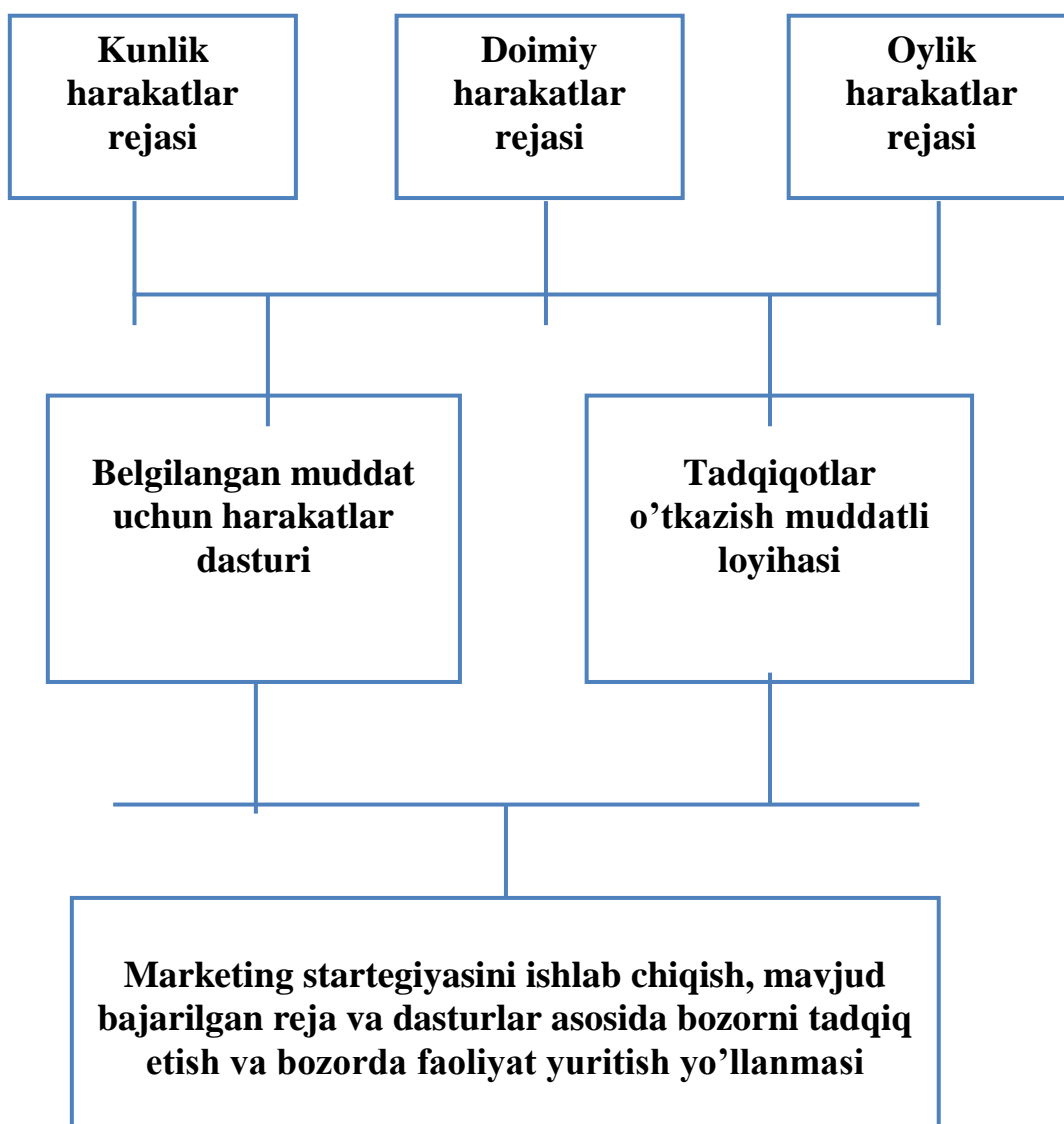 Kunlik
harakatlar
rejasi
Doimiy
harakatlar
rejasi
Oylik
harakatlar
rejasi
Belgilangan muddat
uchun harakatlar
dasturi
Tadqiqotlar
o’tkazish muddatli
loyihasi
Marketing startegiyasini ishlab chiqish, mavjud
bajarilgan reja va dasturlar asosida bozorni tadqiq
etish va bozorda faoliyat yuritish yo’llanmasi